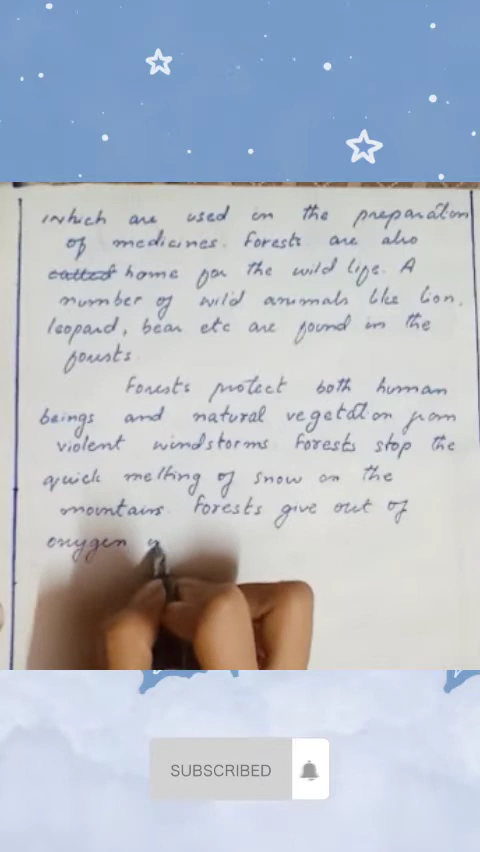 which are used in the preparation
of medicines. Forests are also
called home for the wild life. A
number of wild animals like lion,
leopard, bear etc are found in the
forests.
Forests protect both human
beings and natural vegetation from
violent windstorms. Forests stop the
quick melting of snow on the
mountains. Forests give out of
oxygen
SUBSCRIBED